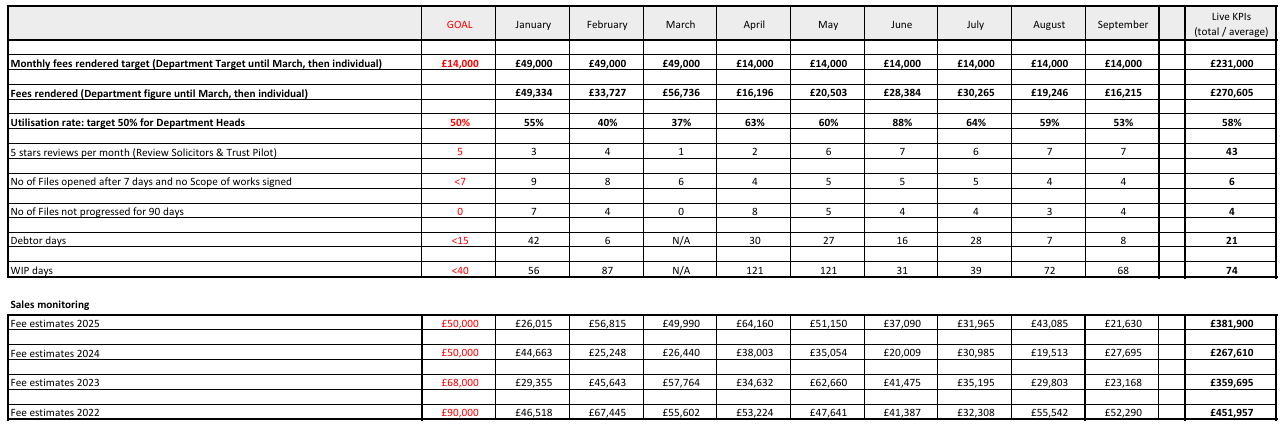 GOAL January February March April May June July August September Live KPIs
(total / average)
Monthly fees rendered target (Department Target until March, then individual) £14,000 £49,000 £49,000 £49,000 £14,000 £14,000 £14,000 £14,000 £14,000 £14,000 £231,000
Fees rendered (Department figure until March, then individual) £49,334 £33,727 £56,736 £16,196 £20,503 £28,384 £30,265 £19,246 £16,215 £270,605
Utilisation rate: target 50% for Department Heads 50% 55% 40% 37% 63% 60% 88% 64% 59% 53% 58%
5 stars reviews per month (Review Solicitors & Trust Pilot) 5 3 4 1 2 6 7 6 7 7 43
No of Files opened after 7 days and no Scope of works signed <7 9 8 6 4 5 5 5 4 4 6
No of Files not progressed for 90 days 0 7 4 0 8 5 4 4 3 4 4
Debtor days <15 42 6 N/A 30 27 16 28 7 8 21
WIP days <40 56 87 N/A 121 121 31 39 72 68 74
Sales monitoring
Fee estimates 2025 £50,000 £26,015 £56,815 £49,990 £64,160 £51,150 £37,090 £31,965 £43,085 £21,630 £381,900
Fee estimates 2024 £50,000 £44,663 £25,248 £26,440 £38,003 £35,054 £20,009 £30,985 £19,513 £27,695 £267,610
Fee estimates 2023 £68,000 £29,355 £45,643 £57,764 £34,632 £62,660 £41,475 £35,195 £29,803 £23,168 £359,695
Fee estimates 2022 £90,000 £46,518 £67,445 £55,602 £53,224 £47,641 £41,387 £32,308 £55,542 £52,290 £451,957